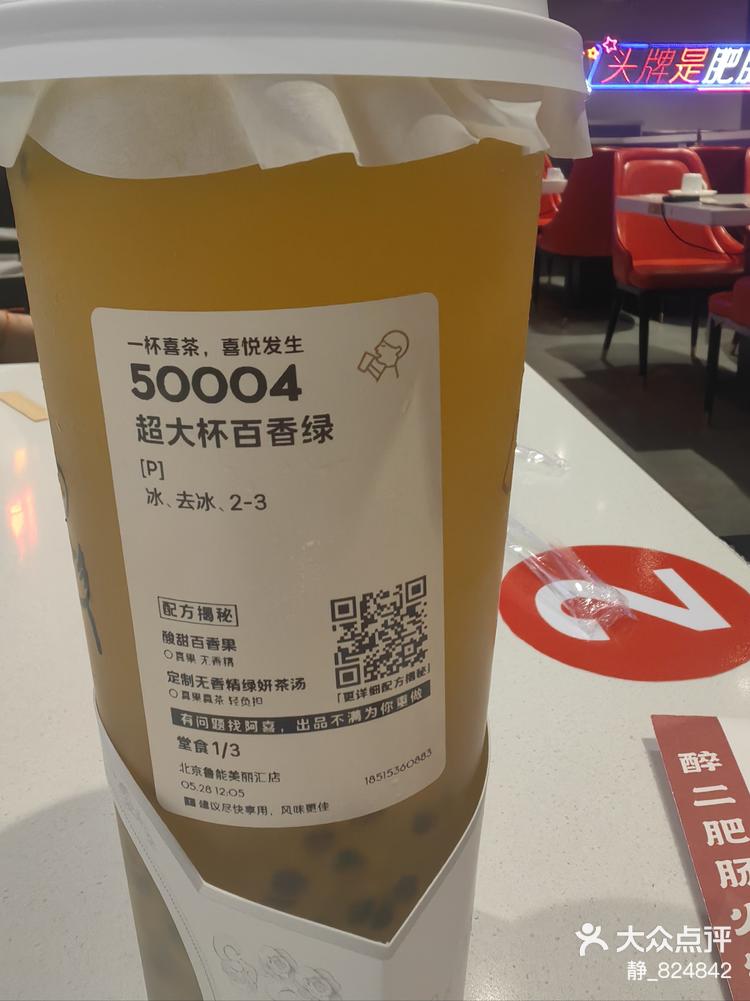 头牌是肥
一杯喜茶，喜悦发生
50004
超大杯百香绿
[P]
冰、去冰、2-3
配方揭秘
酸甜百香果
真果 无香精
定制无香精绿妍茶汤
真果真茶 轻负担
「更详细配方揭秘」
有问题找阿喜，出品不满为你重做
堂食 1/3
北京鲁能美丽汇店
05.28 12:05
18515360883
建议尽快享用，风味更佳
2
醉二肥肠火
大众点评
静_824842